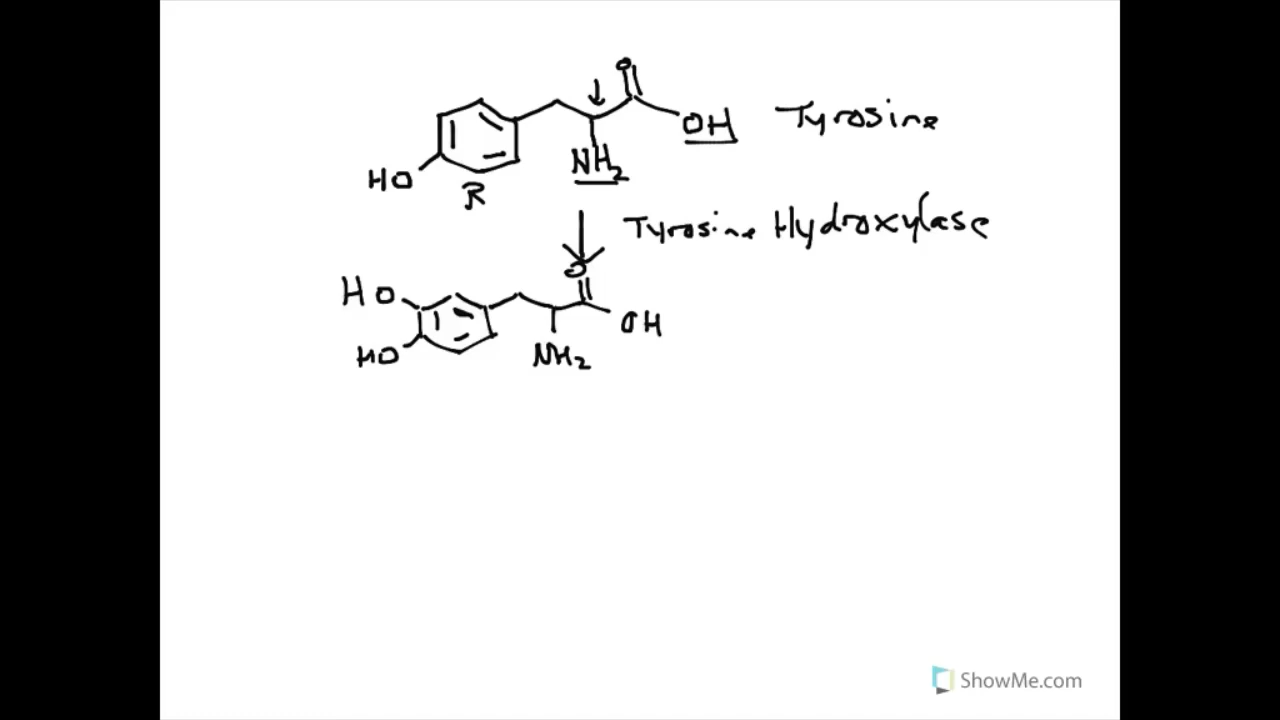 O
OH Tyrosine
NH2
HO
R
Tyrosine Hydroxylase
O
HO
OH
HO
NH2
ShowMe.com